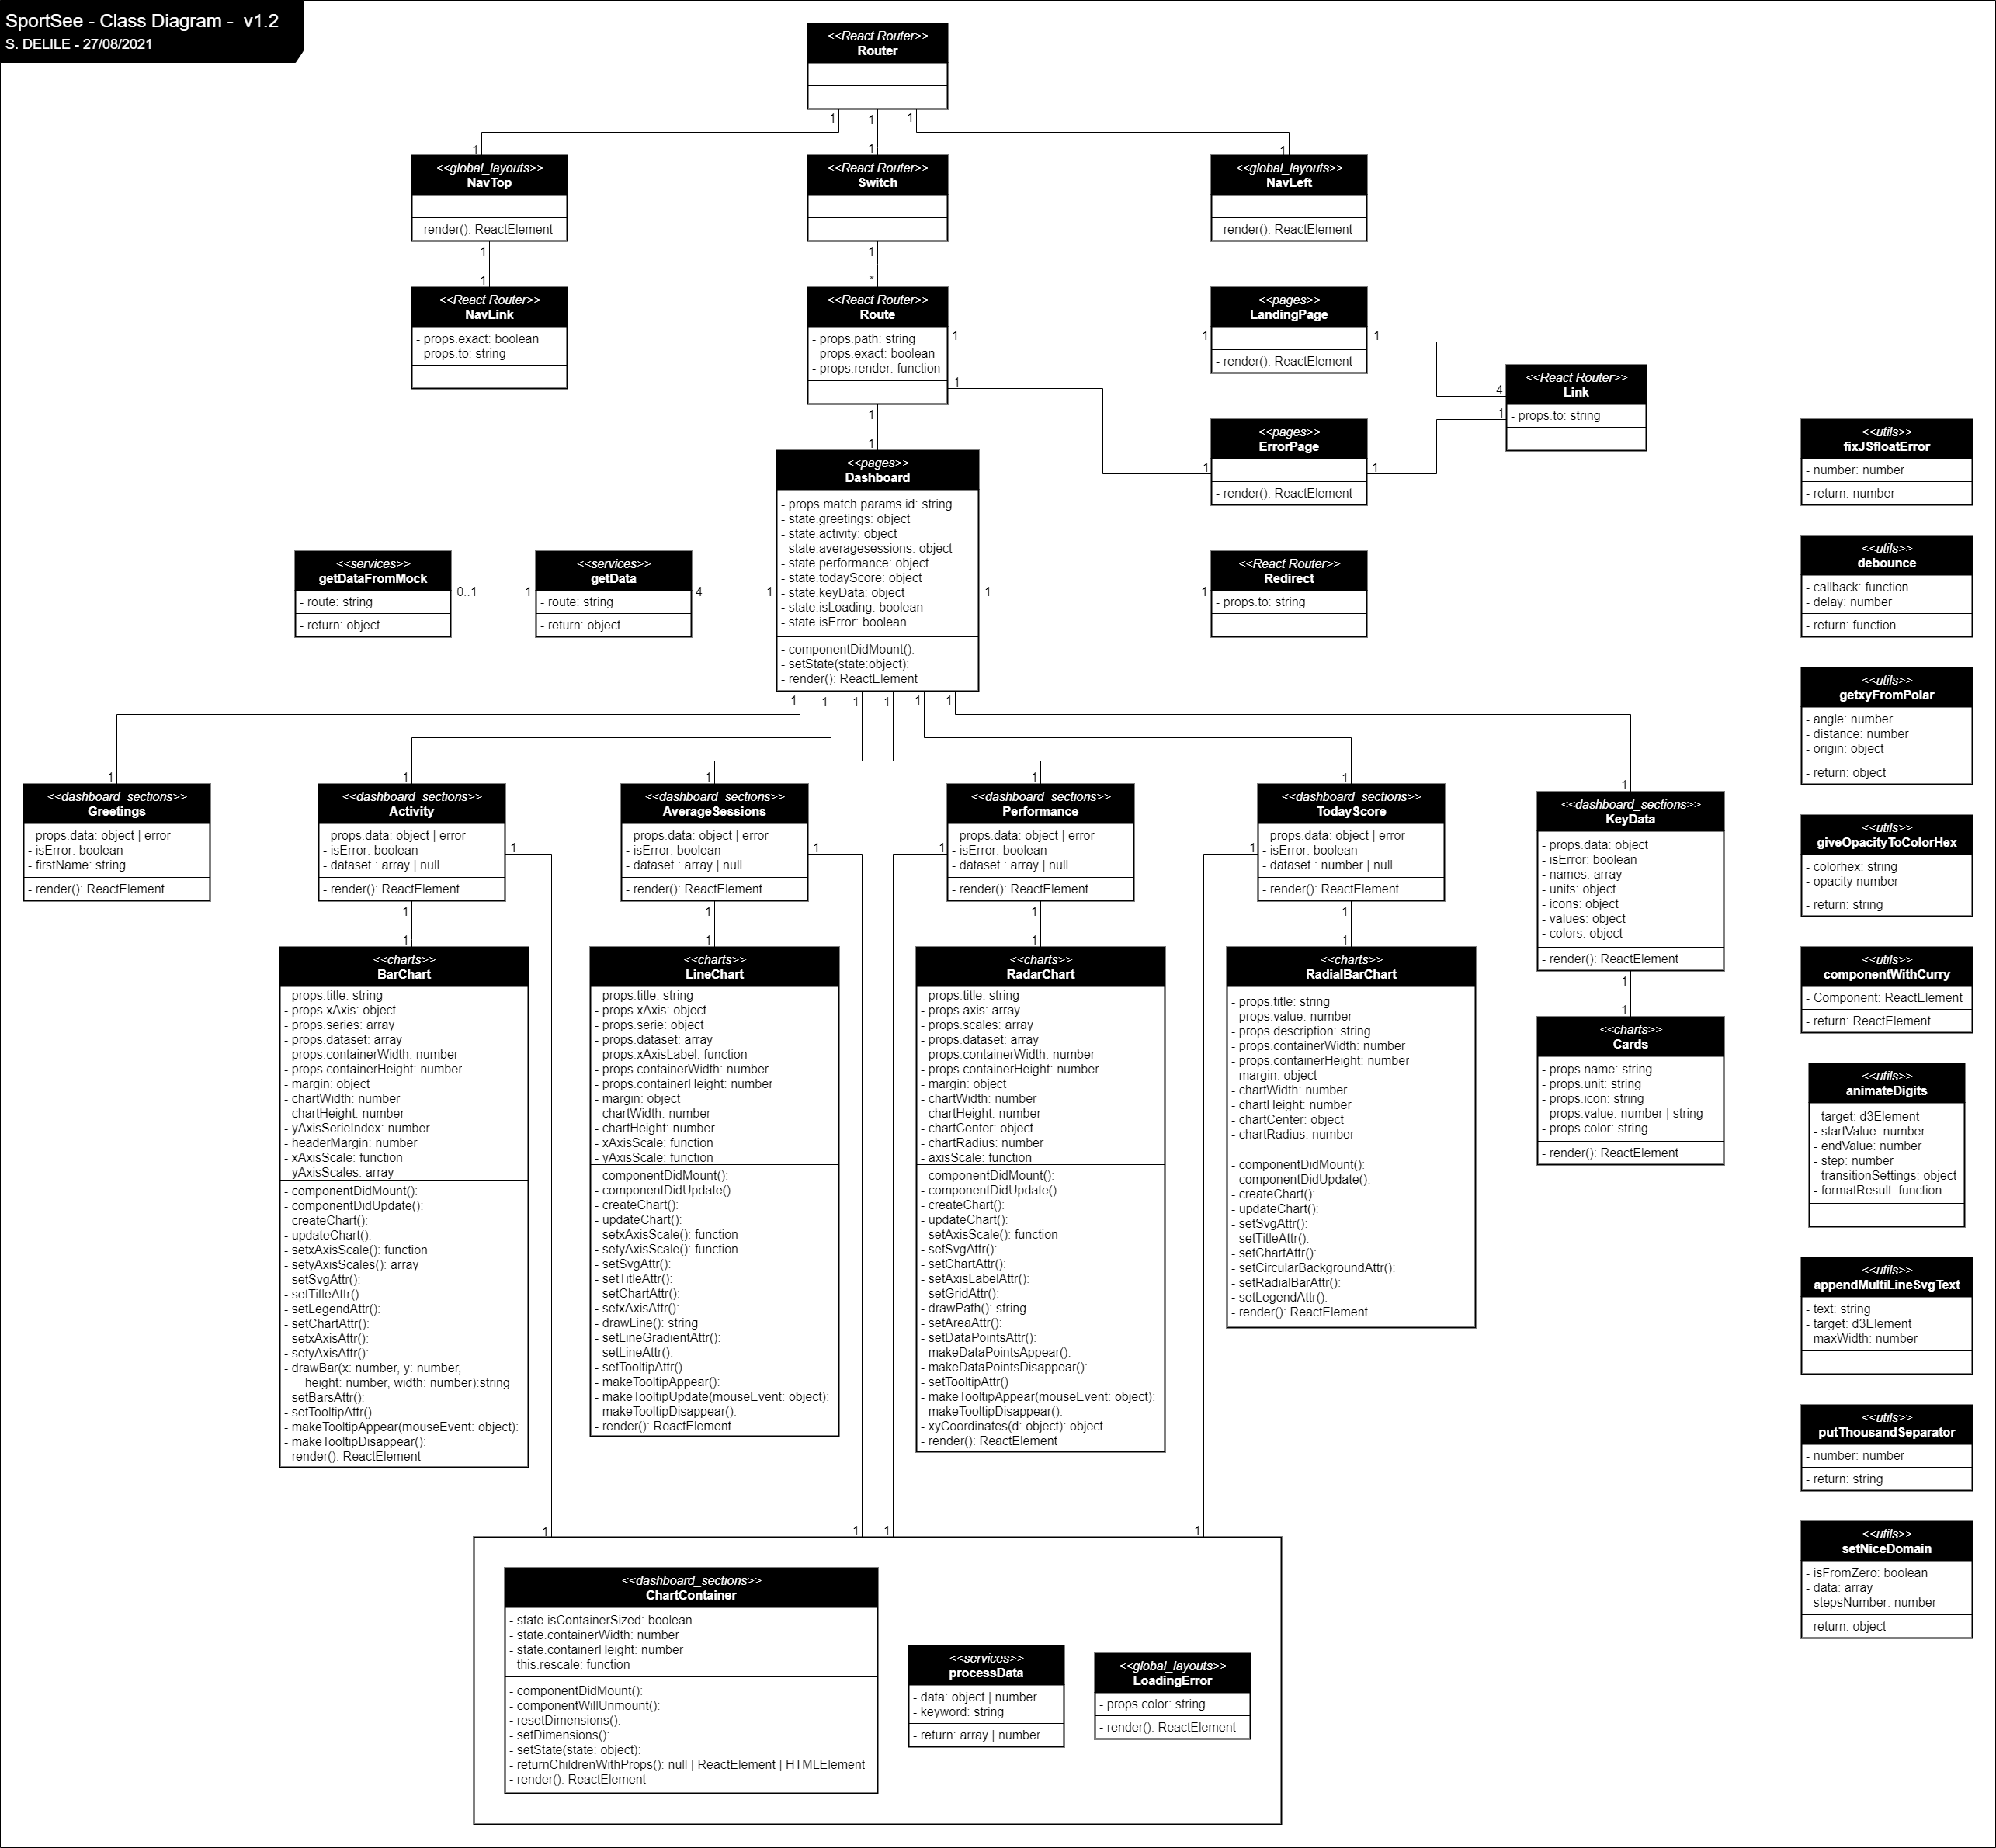 SportSee - Class Diagram - v1.2
S. DELILE - 27/08/2021
<<React Router>>
Router
1
1
1
1
1
1
<<global_layouts>>
NavTop
- render(): ReactElement
<<React Router>>
Switch
<<global_layouts>>
NavLeft
- render(): ReactElement
1
1
1
*
<<React Router>>
NavLink
- props.exact: boolean
- props.to: string
<<React Router>>
Route
- props.path: string
- props.exact: boolean
- props.render: function
1
1
1
1
1
1
<<pages>>
LandingPage
- render(): ReactElement
1
4
<<React Router>>
Link
- props.to: string
1
1
<<pages>>
ErrorPage
- render(): ReactElement
<<pages>>
Dashboard
- props.match.params.id: string
- state.greetings: object
- state.activity: object
- state.averagesessions: object
- state.performance: object
- state.todayScore: object
- state.keyData: object
- state.isLoading: boolean
- state.isError: boolean
- componentDidMount():
- setState(state:object):
- render(): ReactElement
<<services>>
getDataFromMock
- route: string
- return: object
0..1
1
<<services>>
getData
- route: string
- return: object
4
1
1
1
<<React Router>>
Redirect
- props.to: string
1
1
1
1
1
1
1
1
1
1
1
1
<<dashboard_sections>>
Greetings
- props.data: object | error
- isError: boolean
- firstName: string
- render(): ReactElement
<<dashboard_sections>>
Activity
- props.data: object | error
- isError: boolean
- dataset : array | null
- render(): ReactElement
1
<<dashboard_sections>>
AverageSessions
- props.data: object | error
- isError: boolean
- dataset : array | null
- render(): ReactElement
1
<<dashboard_sections>>
Performance
- props.data: object | error
- isError: boolean
- dataset : array | null
- render(): ReactElement
1
<<dashboard_sections>>
TodayScore
- props.data: object | error
- isError: boolean
- dataset : number | null
- render(): ReactElement
1
<<dashboard_sections>>
KeyData
- props.data: object
- isError: boolean
- names: array
- units: object
- icons: object
- values: object
- colors: object
- render(): ReactElement
1
1
1
1
1
1
1
1
1
1
<<charts>>
BarChart
- props.title: string
- props.xAxis: object
- props.series: array
- props.dataset: array
- props.containerWidth: number
- props.containerHeight: number
- margin: object
- chartWidth: number
- chartHeight: number
- yAxisSerieIndex: number
- headerMargin: number
- xAxisScale: function
- yAxisScales: array
- componentDidMount():
- componentDidUpdate():
- createChart():
- updateChart():
- setxAxisScale(): function
- setyAxisScales(): array
- setSvgAttr():
- setTitleAttr():
- setLegendAttr():
- setChartAttr():
- setxAxisAttr():
- setyAxisAttr():
- drawBar(x: number, y: number,
height: number, width: number):string
- setBarsAttr():
- setTooltipAttr()
- makeTooltipAppear(mouseEvent: object):
- makeTooltipDisappear():
- render(): ReactElement
<<charts>>
LineChart
- props.title: string
- props.xAxis: object
- props.serie: object
- props.dataset: array
- props.xAxisLabel: function
- props.containerWidth: number
- props.containerHeight: number
- margin: object
- chartWidth: number
- chartHeight: number
- xAxisScale: function
- yAxisScale: function
- componentDidMount():
- componentDidUpdate():
- createChart():
- updateChart():
- setxAxisScale(): function
- setyAxisScale(): function
- setSvgAttr():
- setTitleAttr():
- setChartAttr():
- setxAxisAttr():
- drawLine(): string
- setLineGradientAttr():
- setLineAttr():
- setTooltipAttr()
- makeTooltipAppear():
- makeTooltipUpdate(mouseEvent: object):
- makeTooltipDisappear():
- render(): ReactElement
<<charts>>
RadarChart
- props.title: string
- props.axis: array
- props.scales: array
- props.dataset: array
- props.containerWidth: number
- props.containerHeight: number
- margin: object
- chartWidth: number
- chartHeight: number
- chartCenter: object
- chartRadius: number
- axisScale: function
- componentDidMount():
- componentDidUpdate():
- createChart():
- updateChart():
- setAxisScale(): function
- setSvgAttr():
- setChartAttr():
- setAxisLabelAttr():
- setGridAttr():
- drawPath(): string
- setAreaAttr():
- setDataPointsAttr():
- makeDataPointsAppear():
- makeDataPointsDisappear():
- setTooltipAttr()
- makeTooltipAppear(mouseEvent: object):
- makeTooltipDisappear():
- xyCoordinates(d: object): object
- render(): ReactElement
<<charts>>
RadialBarChart
- props.title: string
- props.value: number
- props.description: string
- props.containerWidth: number
- props.containerHeight: number
- margin: object
- chartWidth: number
- chartHeight: number
- chartCenter: object
- chartRadius: number
- componentDidMount():
- componentDidUpdate():
- createChart():
- updateChart():
- setSvgAttr():
- setTitleAttr():
- setChartAttr():
- setCircularBackgroundAttr():
- setRadialBarAttr():
- setLegendAttr():
- render(): ReactElement
<<charts>>
Cards
- props.name: string
- props.unit: string
- props.icon: string
- props.value: number | string
- props.color: string
- render(): ReactElement
1
1
1
1
<<dashboard_sections>>
ChartContainer
- state.isContainerSized: boolean
- state.containerWidth: number
- state.containerHeight: number
- this.rescale: function
- componentDidMount():
- componentWillUnmount():
- resetDimensions():
- setDimensions():
- setState(state: object):
- returnChildrenWithProps(): null | ReactElement | HTMLElement
- render(): ReactElement
<<services>>
processData
- data: object | number
- keyword: string
- return: array | number
<<global_layouts>>
LoadingError
- props.color: string
- render(): ReactElement
<<utils>>
fixJSfloatError
- number: number
- return: number
<<utils>>
debounce
- callback: function
- delay: number
- return: function
<<utils>>
getxyFromPolar
- angle: number
- distance: number
- origin: object
- return: object
<<utils>>
giveOpacityToColorHex
- colorhex: string
- opacity number
- return: string
<<utils>>
componentWithCurry
- Component: ReactElement
- return: ReactElement
<<utils>>
animateDigits
- target: d3Element
- startValue: number
- endValue: number
- step: number
- transitionSettings: object
- formatResult: function
<<utils>>
appendMultiLineSvgText
- text: string
- target: d3Element
- maxWidth: number
<<utils>>
putThousandSeparator
- number: number
- return: string
<<utils>>
setNiceDomain
- isFromZero: boolean
- data: array
- stepsNumber: number
- return: object